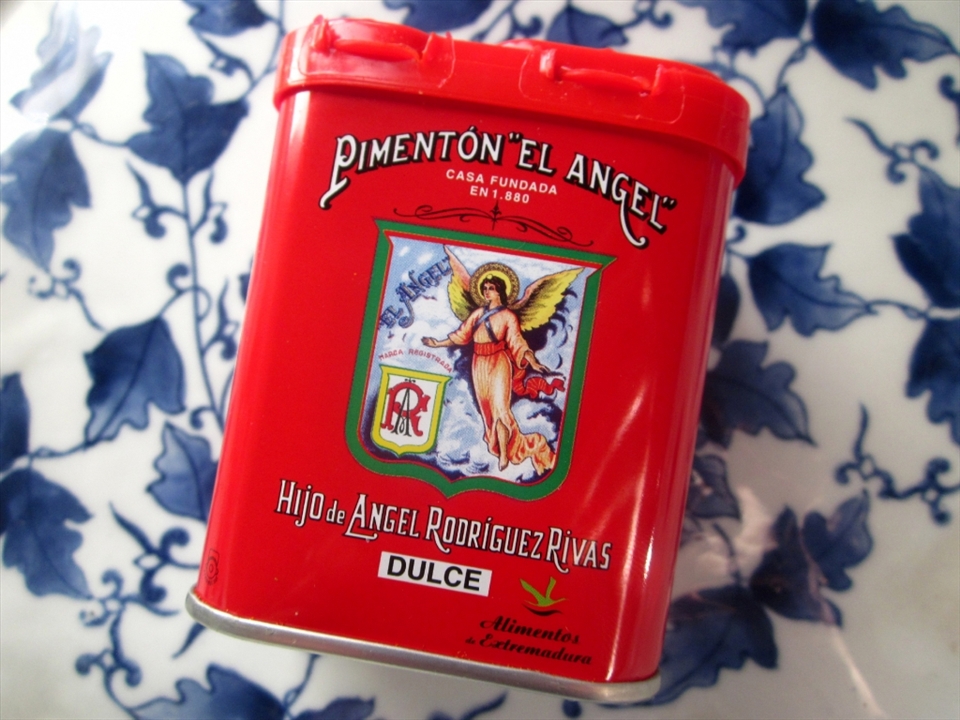 PIMENTÓN "EL ANGEL"
CASA FUNDADA
EN 1.880
"EL ANGEL"
MARCA REGISTRADA
HIJO de ANGEL RODRÍGUEZ RIVAS
DULCE
Alimentos
de Extremadura